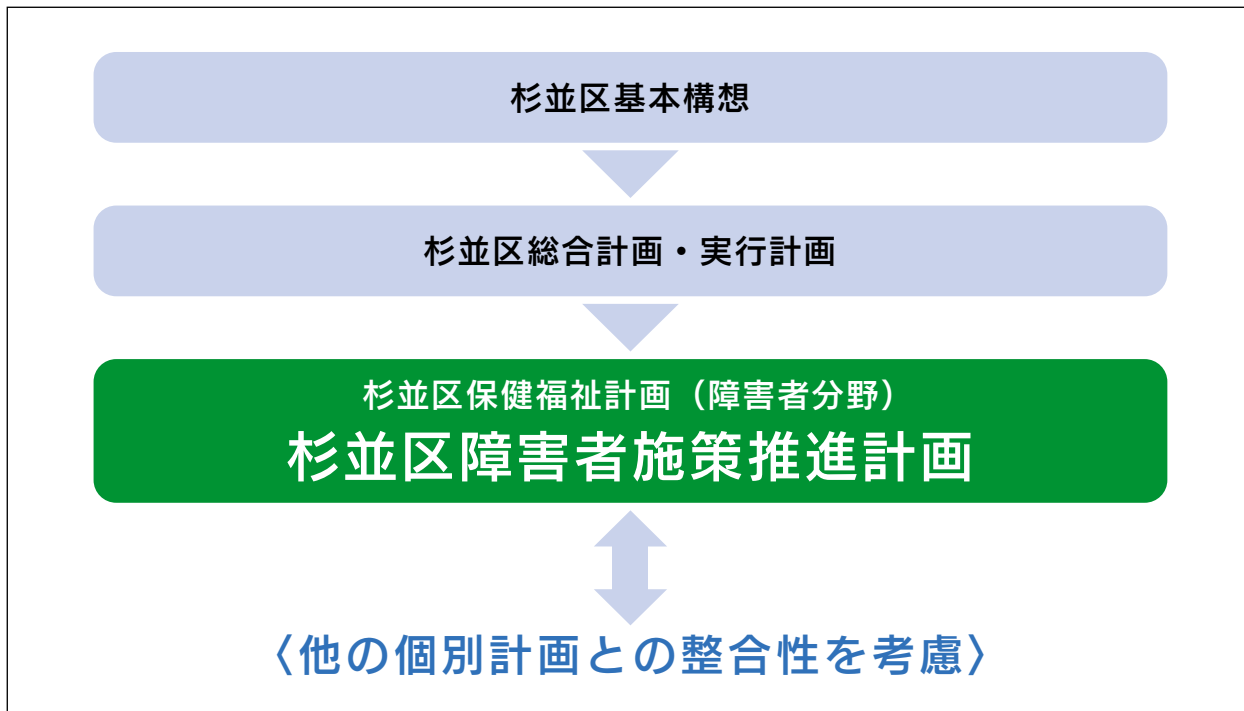 杉並区基本構想
杉並区総合計画・実行計画
杉並区保健福祉計画（障害者分野）
杉並区障害者施策推進計画
〈他の個別計画との整合性を考慮〉